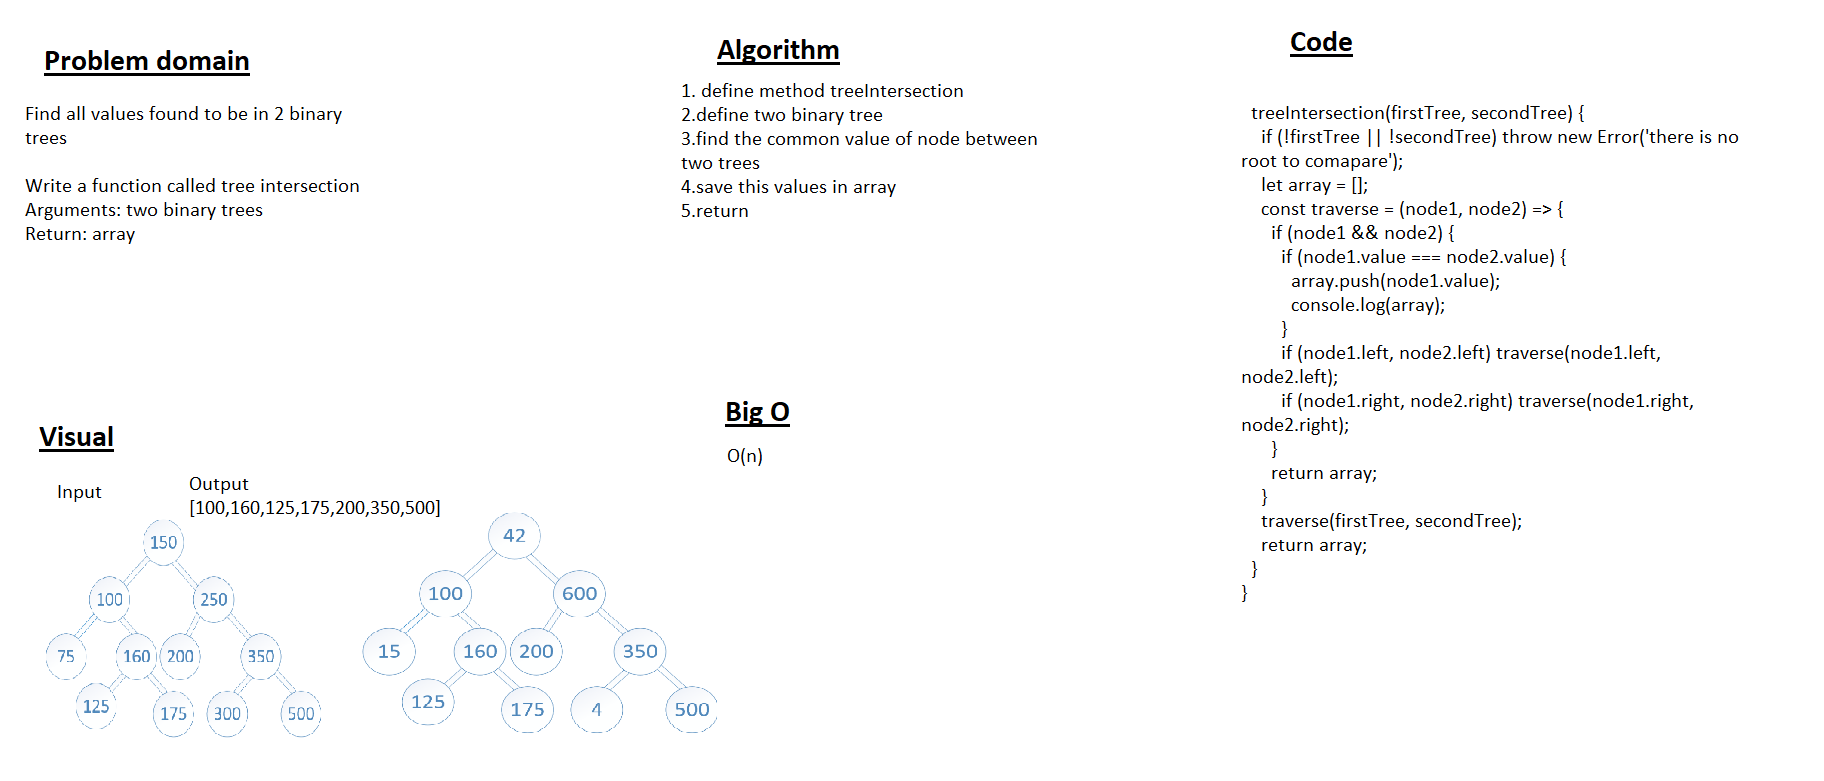 Problem domain
Find all values found to be in 2 binary
trees
Write a function called tree intersection
Arguments: two binary trees
Return: array
Algorithm
1. define method treeIntersection
2.define two binary tree
3.find the common value of node between
two trees
4.save this values in array
5.return
Code
treeIntersection(firstTree, secondTree) {
if (!firstTree || !secondTree) throw new Error('there is no
root to comapare');
let array = [];
const traverse = (node1, node2) => {
if (node1 && node2) {
if (node1.value === node2.value) {
array.push(node1.value);
console.log(array);
}
if (node1.left, node2.left) traverse(node1.left,
node2.left);
if (node1.right, node2.right) traverse(node1.right,
node2.right);
}
return array;
}
traverse(firstTree, secondTree);
return array;
}
}
Big O
O(n)
Visual
Input
Output
[100,160,125,175,200,350,500]
150
100 250
75 160 200 350
125 175 300 500
42
100 600
15 160 200 350
125 175 4 500